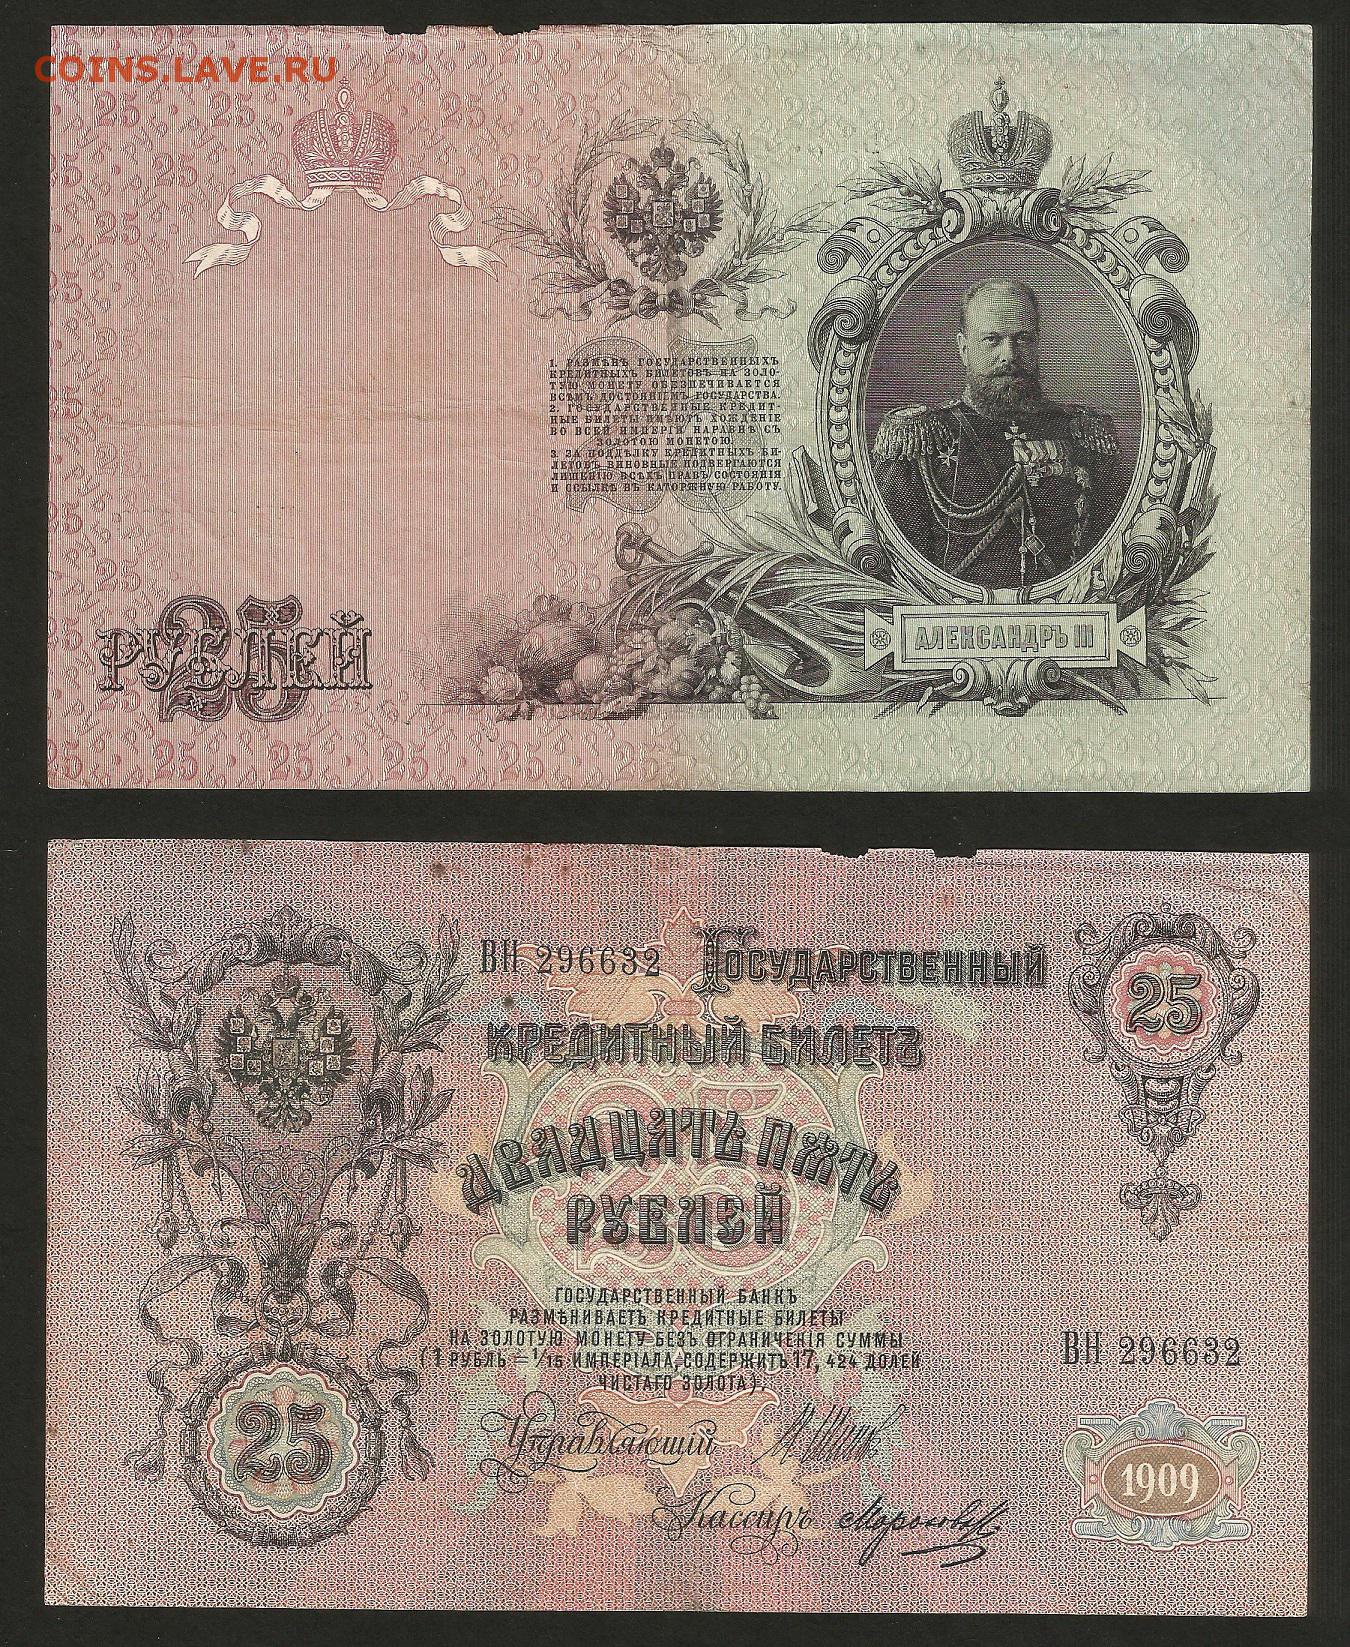 COINS.LAVE.RU
1. РАЗМѢНЪ ГОСУДАРСТВЕННЫХЪ
КРЕДИТНЫХЪ БИЛЕТОВЪ НА ЗОЛО-
ТУЮ МОНЕТУ ОБЕЗПЕЧИВАЕТСЯ
ВСѢМЪ ДОСТОЯНІЕМЪ ГОСУДАРСТВА.
2. ГОСУДАРСТВЕННЫЕ КРЕДИТ-
НЫЕ БИЛЕТЫ ИМѢЮТЪ ХОЖДЕНІЕ
ВО ВСЕЙ ИМПЕРІИ НАРАВНѢ СЪ
ЗОЛОТОЮ МОНЕТОЮ.
3. ЗА ПОДДѢЛКУ КРЕДИТНЫХЪ БИ-
ЛЕТОВЪ ВИНОВНЫЕ ПОДВЕРГАЮТСЯ
ЛИШЕНІЮ ВСѢХЪ ПРАВЪ СОСТОЯНІЯ
И ССЫЛКѢ ВЪ КАТОРЖНУЮ РАБОТУ.
25
РУБЛЕЙ
АЛЕКСАНДРЪ III
ВН 296632
ГОСУДАРСТВЕННЫЙ
25
КРЕДИТНЫЙ БИЛЕТЪ
25
ДВАДЦАТЬ ПЯТЬ
РУБЛЕЙ
ГОСУДАРСТВЕННЫЙ БАНКЪ
РАЗМѢНИВАЕТЪ КРЕДИТНЫЕ БИЛЕТЫ
НА ЗОЛОТУЮ МОНЕТУ БЕЗЪ ОГРАНИЧЕНІЯ СУММЫ
(1 РУБЛЬ = 1/15 ИМПЕРІАЛА, СОДЕРЖИТЪ 17,424 ДОЛЕЙ
ЧИСТАГО ЗОЛОТА).
ВН 296632
25
Управляющій
Кассиръ
1909